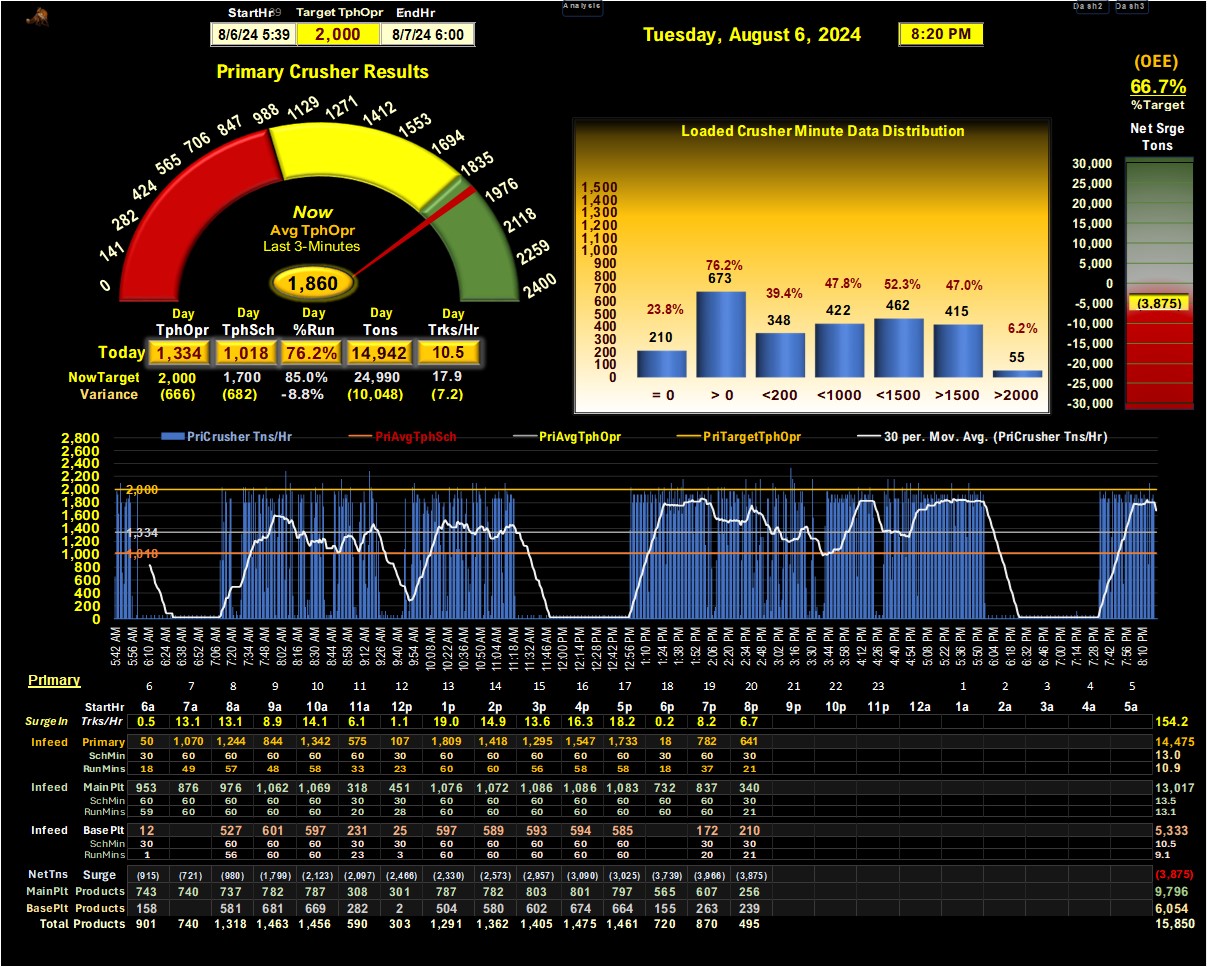 StartHr Target TphOpr EndHr
8/6/24 5:39 2,000 8/7/24 6:00
Analysis
Dash2 Dash3
Tuesday, August 6, 2024 8:20 PM
(OEE)
66.7%
%Target
Primary Crusher Results
0 141 282 424 565 706 847 988 1129 1271 1412 1553 1694 1835 1976 2118 2259 2400
Now
Avg TphOpr
Last 3-Minutes
1,860
Day Day Day Day Day
TphOpr TphSch %Run Tons Trks/Hr
Today 1,334 1,018 76.2% 14,942 10.5
NowTarget 2,000 1,700 85.0% 24,990 17.9
Variance (666) (682) -8.8% (10,048) (7.2)
Loaded Crusher Minute Data Distribution
1,500
1,400
1,300
1,200
1,100
1,000
900
800
700
600
500
400
300
200
100
0
23.8% 76.2% 39.4% 47.8% 52.3% 47.0% 6.2%
210 673 348 422 462 415 55
= 0 > 0 <200 <1000 <1500 >1500 >2000
Net Srge
Tons
30,000
25,000
20,000
15,000
10,000
5,000
0
-5,000
(3,875)
-10,000
-15,000
-20,000
-25,000
-30,000
PriCrusher Tns/Hr PriAvgTphSch PriAvgTphOpr PriTargetTphOpr 30 per. Mov. Avg. (PriCrusher Tns/Hr)
2,800
2,600
2,400
2,200
2,000
1,800
1,600
1,400
1,200
1,000
800
600
400
200
0
2,000
1,334
1,018
5:42 AM 5:56 AM 6:10 AM 6:24 AM 6:38 AM 6:52 AM 7:06 AM 7:20 AM 7:34 AM 7:48 AM 8:02 AM 8:16 AM 8:30 AM 8:44 AM 8:58 AM 9:12 AM 9:26 AM 9:40 AM 9:54 AM 10:08 AM 10:22 AM 10:36 AM 10:50 AM 11:04 AM 11:18 AM 11:32 AM 11:46 AM 12:00 PM 12:14 PM 12:28 PM 12:42 PM 12:56 PM 1:10 PM 1:24 PM 1:38 PM 1:52 PM 2:06 PM 2:20 PM 2:34 PM 2:48 PM 3:02 PM 3:16 PM 3:30 PM 3:44 PM 3:58 PM 4:12 PM 4:26 PM 4:40 PM 4:54 PM 5:08 PM 5:22 PM 5:36 PM 5:50 PM 6:04 PM 6:18 PM 6:32 PM 6:46 PM 7:00 PM 7:14 PM 7:28 PM 7:42 PM 7:56 PM 8:10 PM
Primary
6 7 8 9 10 11 12 13 14 15 16 17 19 20 21 22 23 1 2 3 4 5
StartHr 6a 7a 8a 9a 10a 11a 12p 1p 2p 3p 4p 5p 6p 7p 8p 9p 10p 11p 12a 1a 2a 3a 4a 5a
SurgeIn Trks/Hr 0.5 13.1 13.1 8.9 14.1 6.1 1.1 19.0 14.9 13.6 16.3 18.2 0.2 8.2 6.7 154.2
Infeed Primary 50 1,070 1,244 844 1,342 575 107 1,809 1,418 1,295 1,547 1,733 18 782 641 14,475
SchMin 30 60 60 60 60 30 30 60 60 60 60 60 30 60 30 13.0
RunMins 18 49 57 48 58 33 23 60 60 56 58 58 18 37 21 10.9
Infeed MainPlt 953 876 976 1,062 1,069 318 451 1,076 1,072 1,086 1,086 1,083 732 837 340 13,017
SchMin 60 60 60 60 60 30 30 60 60 60 60 60 60 60 30 13.5
RunMins 59 60 60 60 60 20 28 60 60 60 60 60 60 60 21 13.1
Infeed Base Plt 12 527 601 597 231 25 597 589 593 594 585 172 210 5,333
SchMin 30 60 60 60 30 30 60 60 60 60 60 30 30 10.5
RunMins 1 56 60 60 23 3 60 60 60 60 60 20 21 9.1
NetTns Surge (915) (721) (980) (1,799) (2,123) (2,097) (2,466) (2,330) (2,573) (2,957) (3,090) (3,025) (3,739) (3,966) (3,875) (3,875)
MainPlt Products 743 740 737 782 787 308 301 787 782 803 801 797 565 607 256 9,796
BasePlt Products 158 581 681 669 282 2 504 580 602 674 664 155 263 239 6,054
Total Products 901 740 1,318 1,463 1,456 590 303 1,291 1,362 1,405 1,475 1,461 720 870 495 15,850